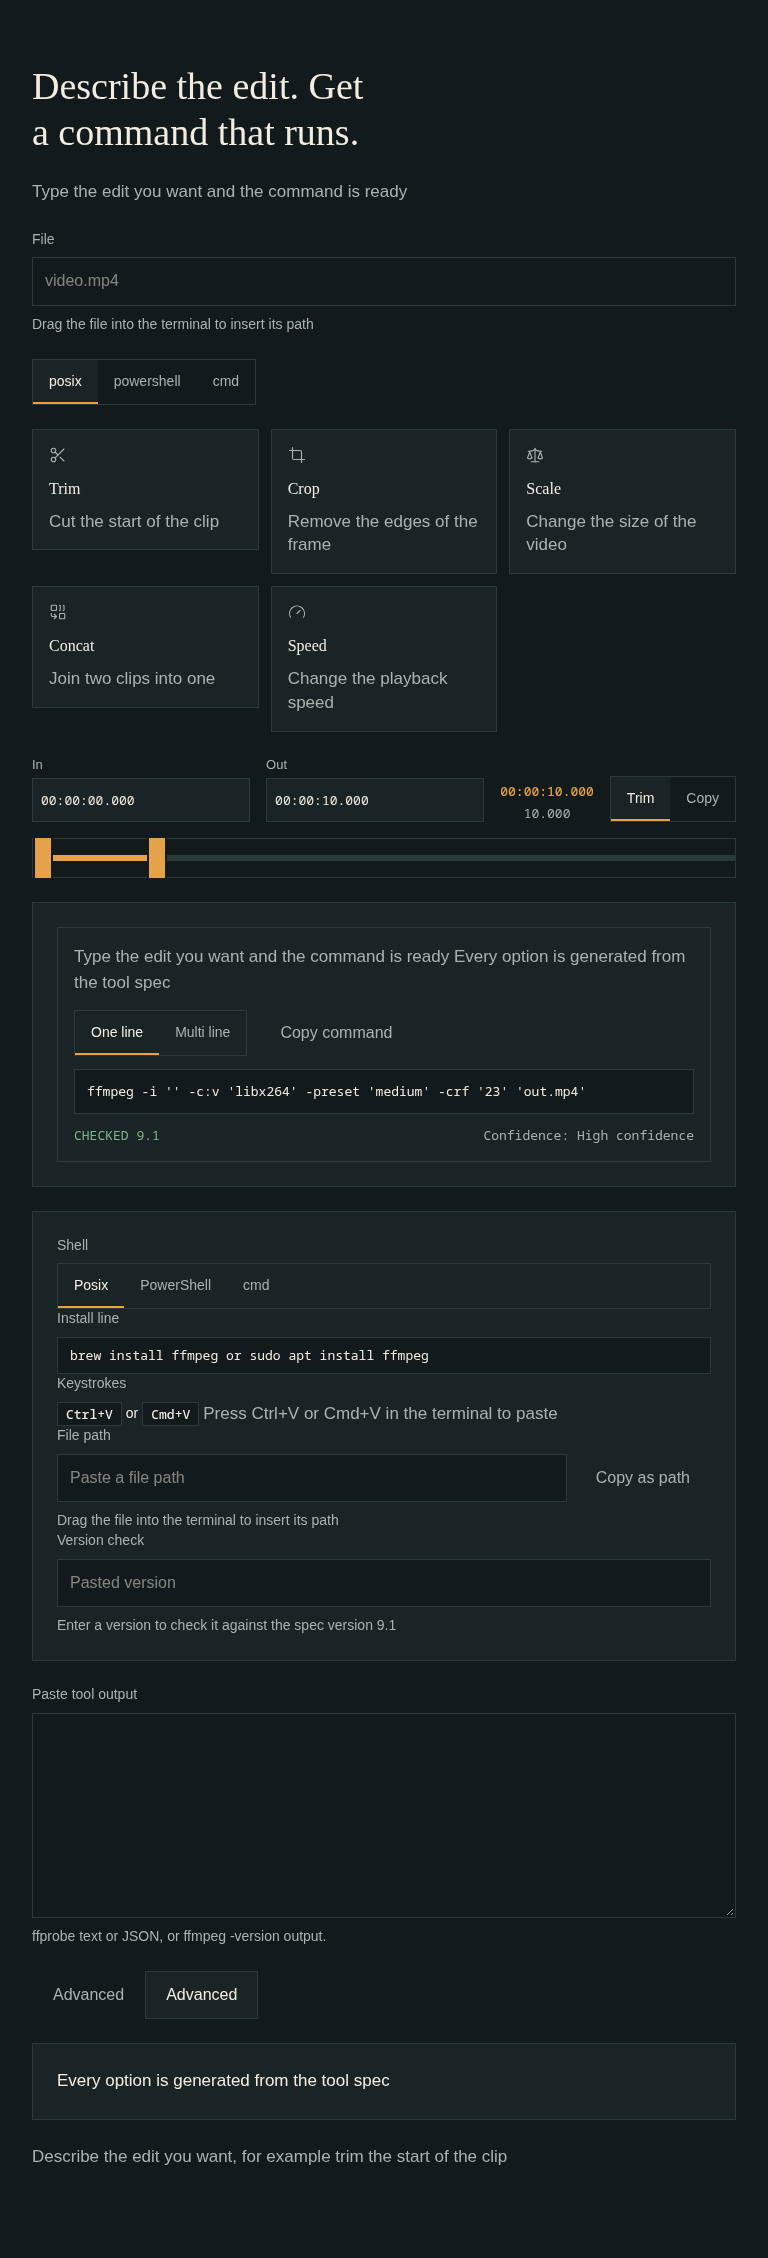 Describe the edit. Get
a command that runs.
Type the edit you want and the command is ready
File
video.mp4
Drag the file into the terminal to insert its path
posix powershell cmd
Trim
Cut the start of the clip
Crop
Remove the edges of the
frame
Scale
Change the size of the
video
Concat
Join two clips into one
Speed
Change the playback
speed
In
00:00:00.000
Out
00:00:10.000
00:00:10.000
10.000
Trim Copy
Type the edit you want and the command is ready Every option is generated from
the tool spec
One line Multi line Copy command
ffmpeg -i '' -c:v 'libx264' -preset 'medium' -crf '23' 'out.mp4'
CHECKED 9.1 Confidence: High confidence
Shell
Posix PowerShell cmd
Install line
brew install ffmpeg or sudo apt install ffmpeg
Keystrokes
Ctrl+V or Cmd+V Press Ctrl+V or Cmd+V in the terminal to paste
File path
Paste a file path Copy as path
Drag the file into the terminal to insert its path
Version check
Pasted version
Enter a version to check it against the spec version 9.1
Paste tool output
ffprobe text or JSON, or ffmpeg -version output.
Advanced Advanced
Every option is generated from the tool spec
Describe the edit you want, for example trim the start of the clip